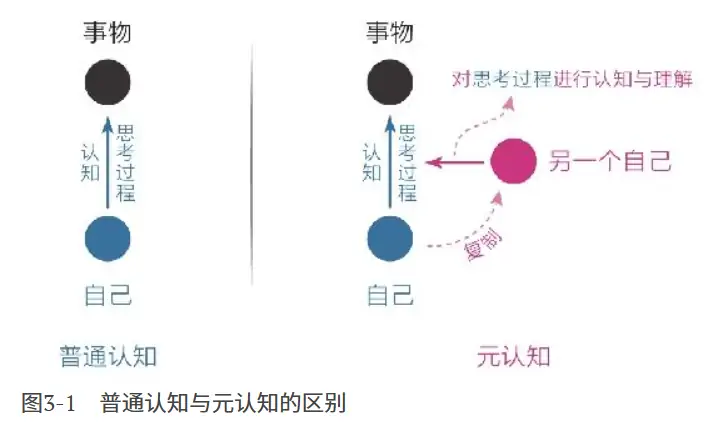 事物
认知
思考过程
自己
普通认知
事物
对思考过程进行认知与理解
认知
思考过程
另一个自己
复制
自己
元认知
图3-1 普通认知与元认知的区别